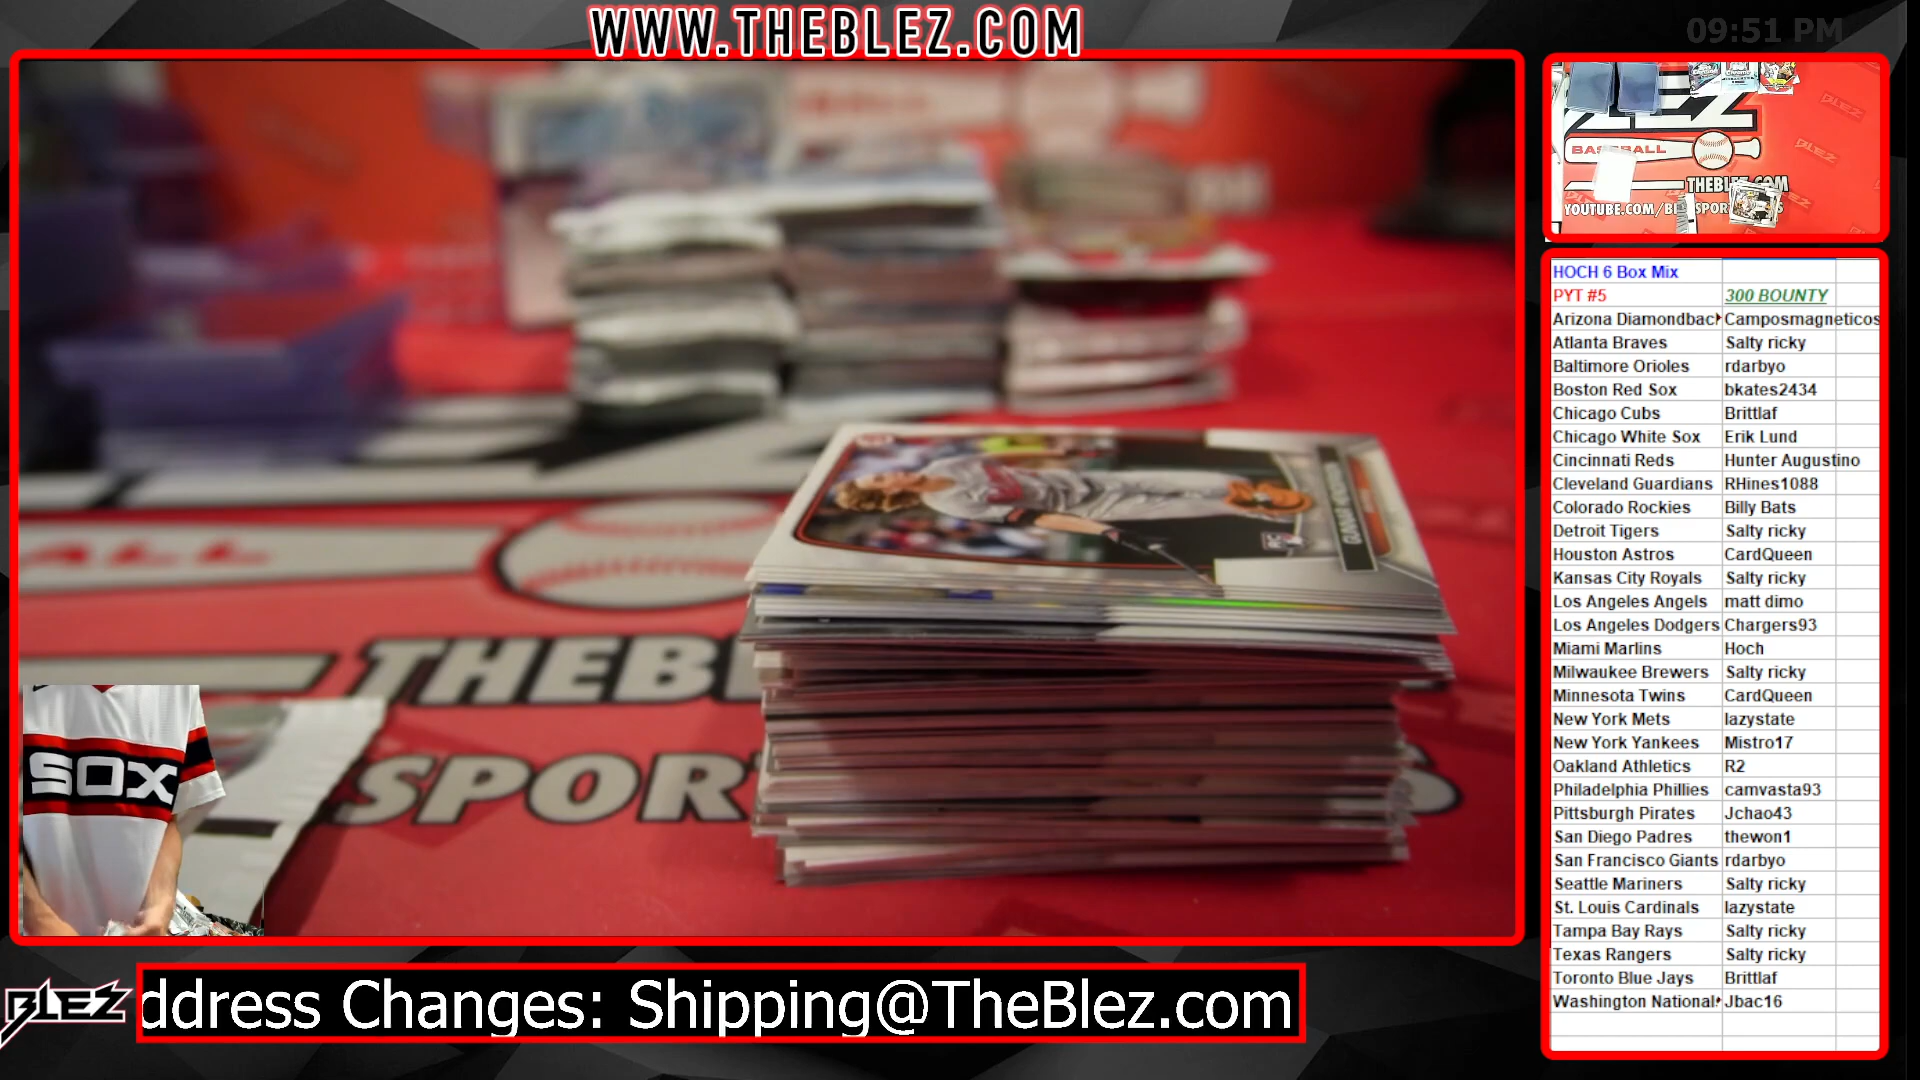 WWW.THEBLEZ.COM
09:51 PM
BASEBALL
THEBLEZ.COM
BLEZ
BLEZ
HOCH 6 Box Mix
PYT #5 300 BOUNTY
Arizona Diamondbac Camposmagneticos
Atlanta Braves Salty ricky
Baltimore Orioles rdarbyo
Boston Red Sox bkates2434
Chicago Cubs Brittlaf
Chicago White Sox Erik Lund
Cincinnati Reds Hunter Augustino
Cleveland Guardians RHines1088
Colorado Rockies Billy Bats
Detroit Tigers Salty ricky
Houston Astros CardQueen
Kansas City Royals Salty ricky
Los Angeles Angels matt dimo
Los Angeles Dodgers Chargers93
Miami Marlins Hoch
Milwaukee Brewers Salty ricky
Minnesota Twins CardQueen
New York Mets lazystate
New York Yankees Mistro17
Oakland Athletics R2
Philadelphia Phillies camvasta93
Pittsburgh Pirates Jchao43
San Diego Padres thewon1
San Francisco Giants rdarbyo
Seattle Mariners Salty ricky
St. Louis Cardinals lazystate
Tampa Bay Rays Salty ricky
Texas Rangers Salty ricky
Toronto Blue Jays Brittlaf
Washington National Jbac16
THEB
SPOR
SOX
BLEZ
ddress Changes: Shipping@TheBlez.com